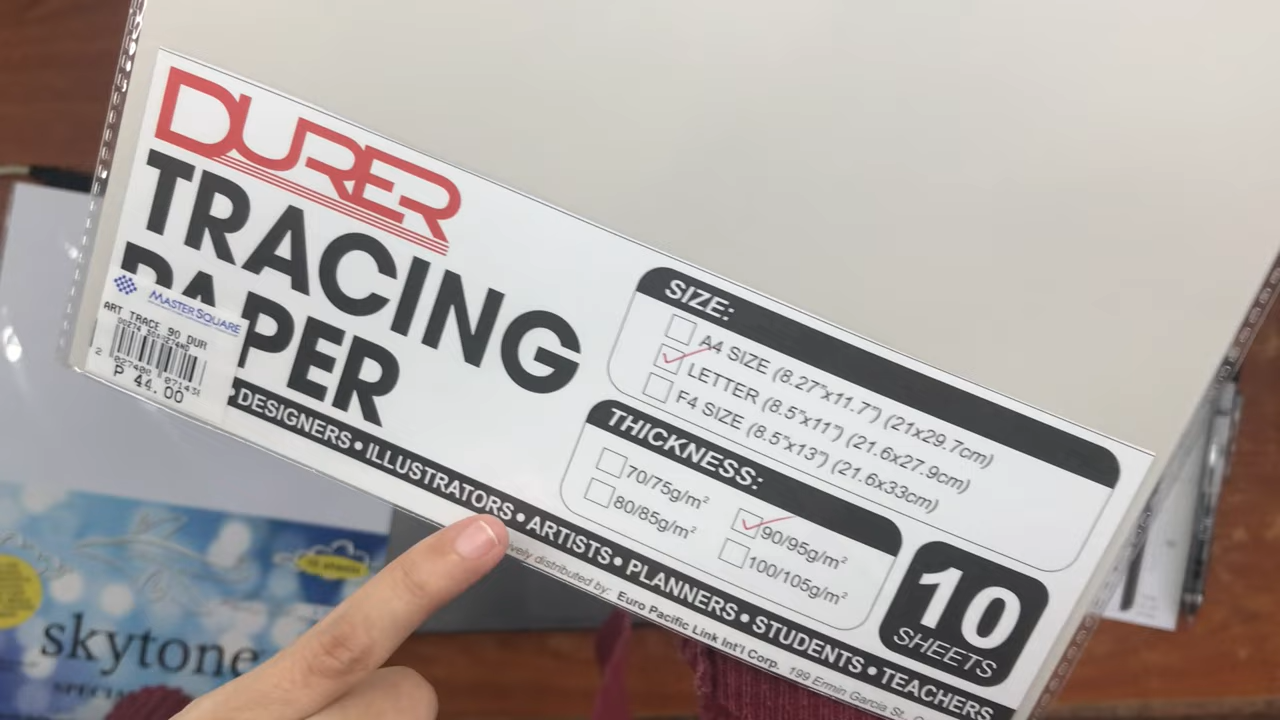 DURER
TRACING
PAPER
MASTERSQUARE
ART TRACE 90 DUR
P 44.00
SIZE:
A4 SIZE (8.27"x11.7") (21x29.7cm)
LETTER (8.5"x11") (21.6x27.9cm)
F4 SIZE (8.5"x13") (21.6x33cm)
THICKNESS:
70/75g/m²
80/85g/m²
90/95g/m²
100/105g/m²
10
SHEETS
•DESIGNERS•ILLUSTRATORS•ARTISTS•PLANNERS•STUDENTS•TEACHERS
distributed by: Euro Pacific Link Int'l Corp. 199 Ermin Garcia St.,
10 sheets
skytone